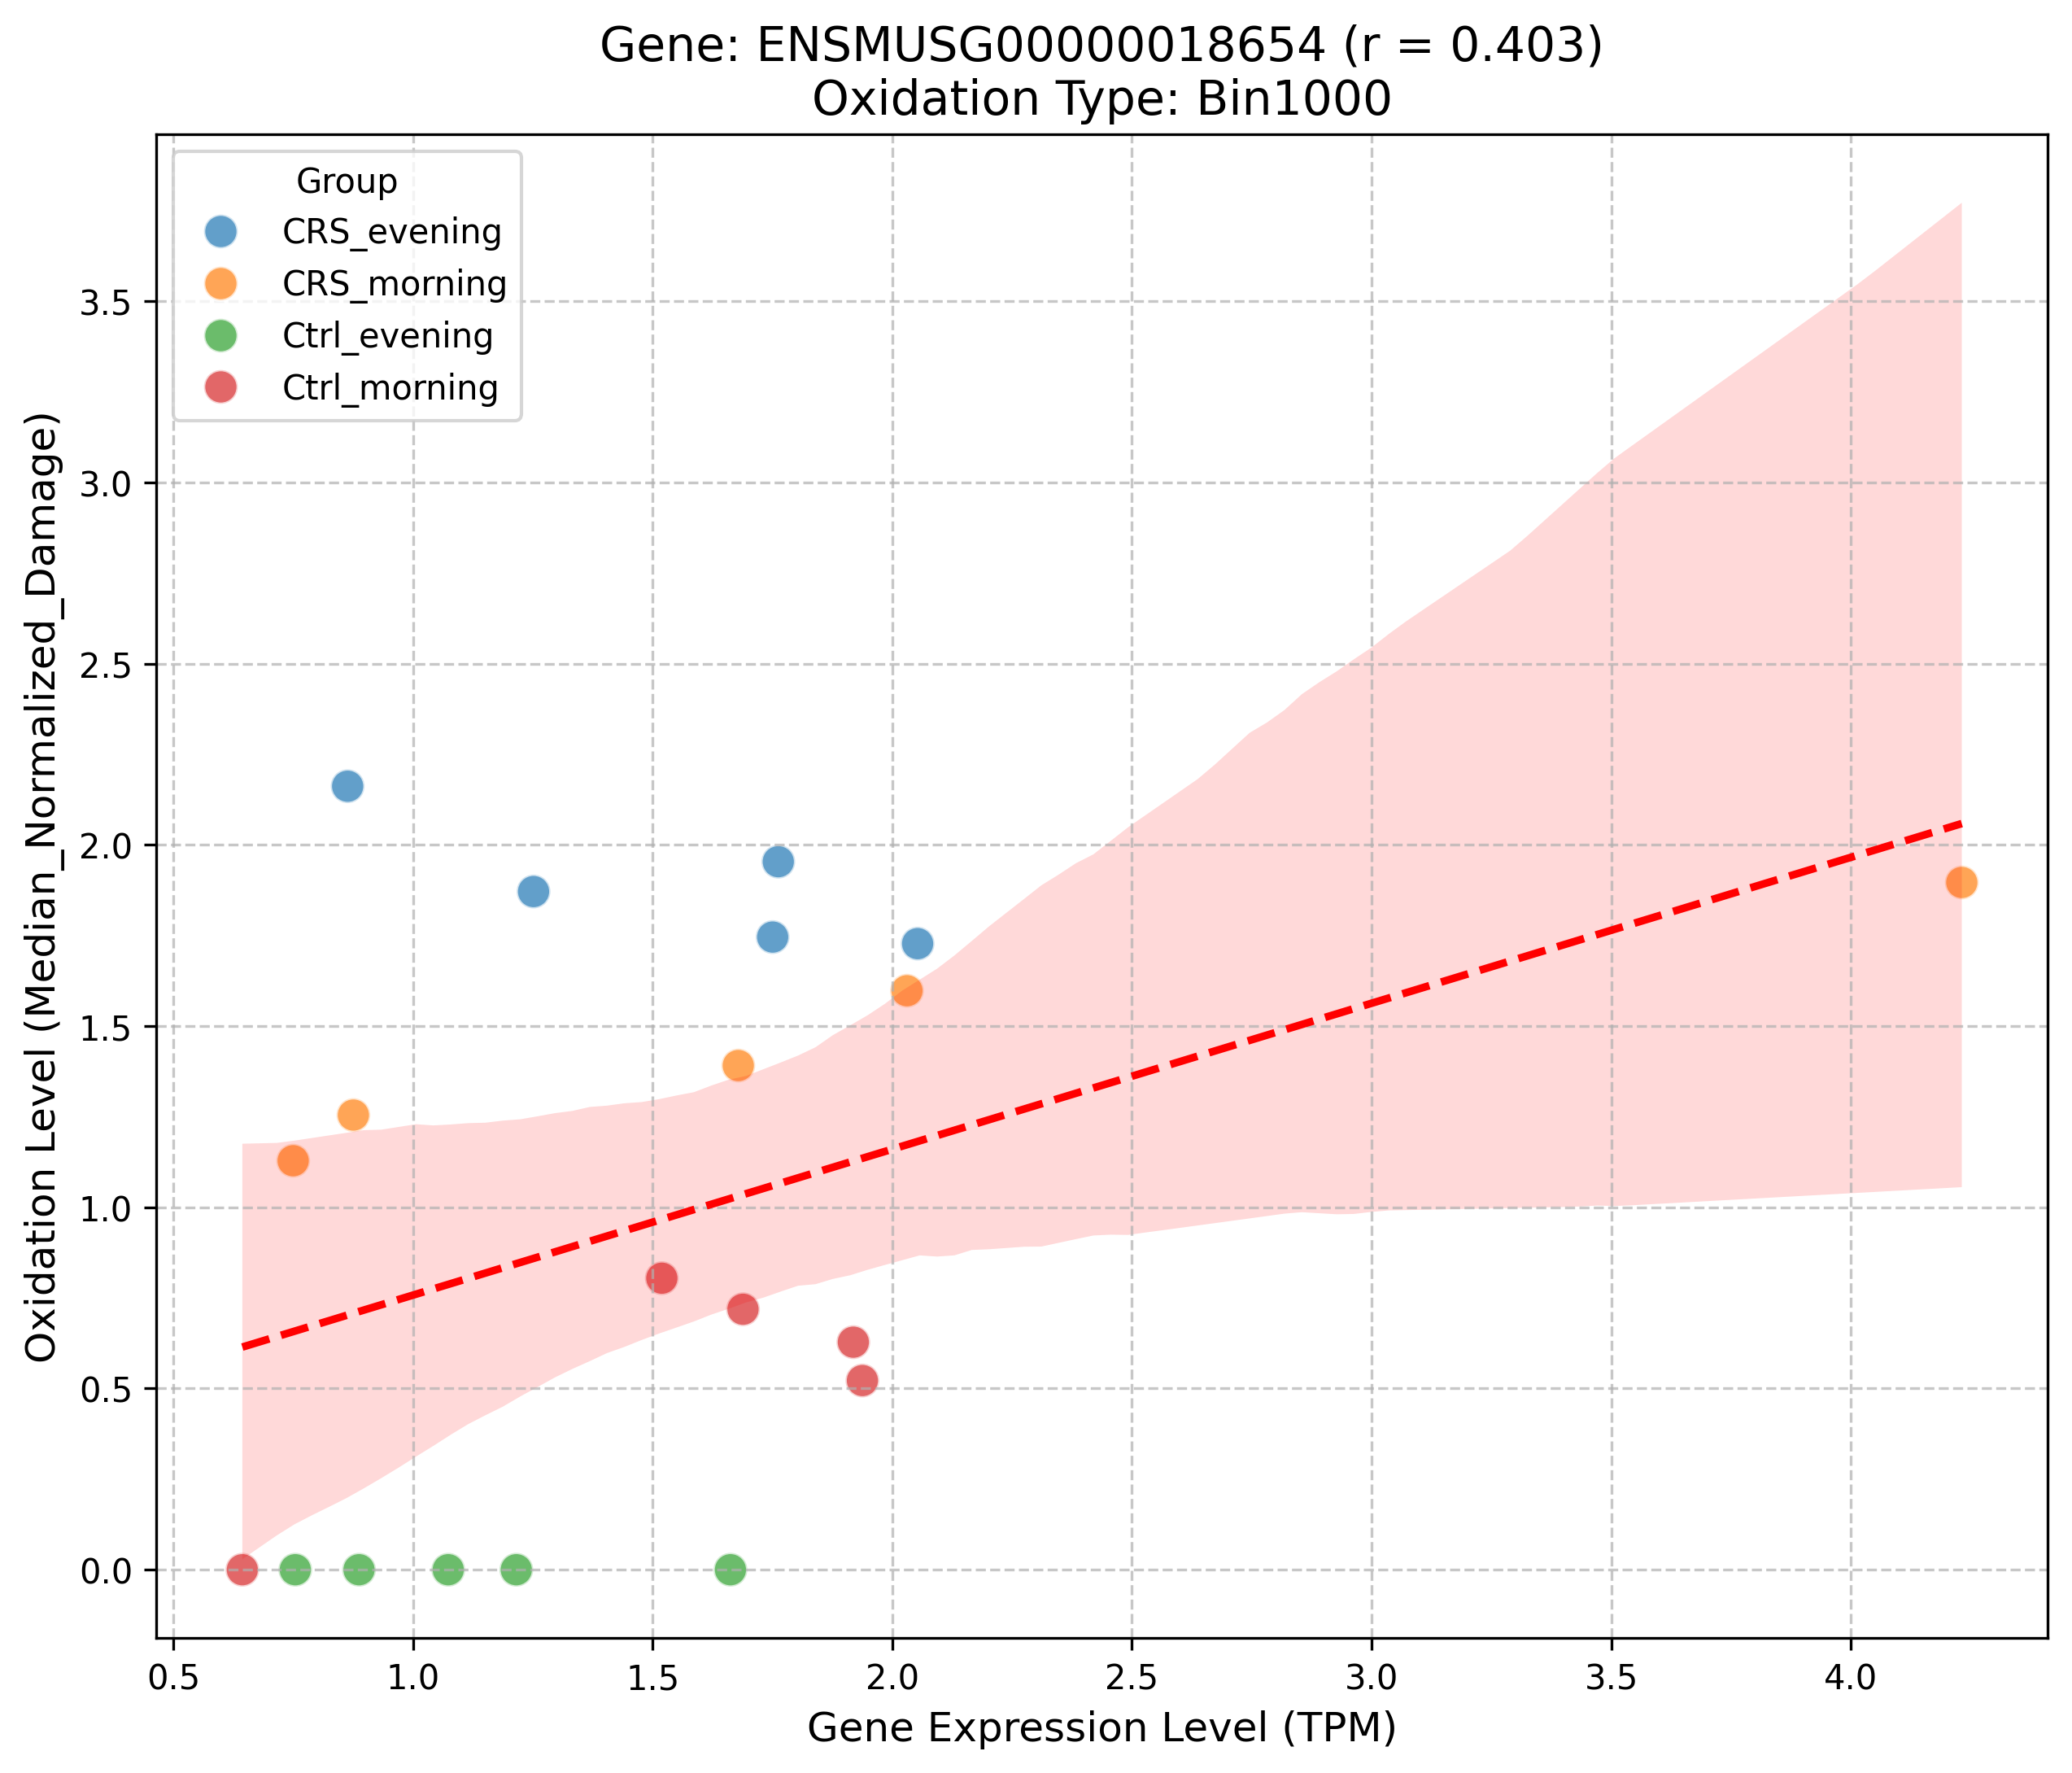 Gene: ENSMUSG00000018654 (r = 0.403)
Oxidation Type: Bin1000
Group
CRS_evening
CRS_morning
Ctrl_evening
Ctrl_morning
Oxidation Level (Median_Normalized_Damage)
3.5
3.0
2.5
2.0
1.5
1.0
0.5
0.0
0.5
1.0
1.5
2.0
2.5
3.0
3.5
4.0
Gene Expression Level (TPM)